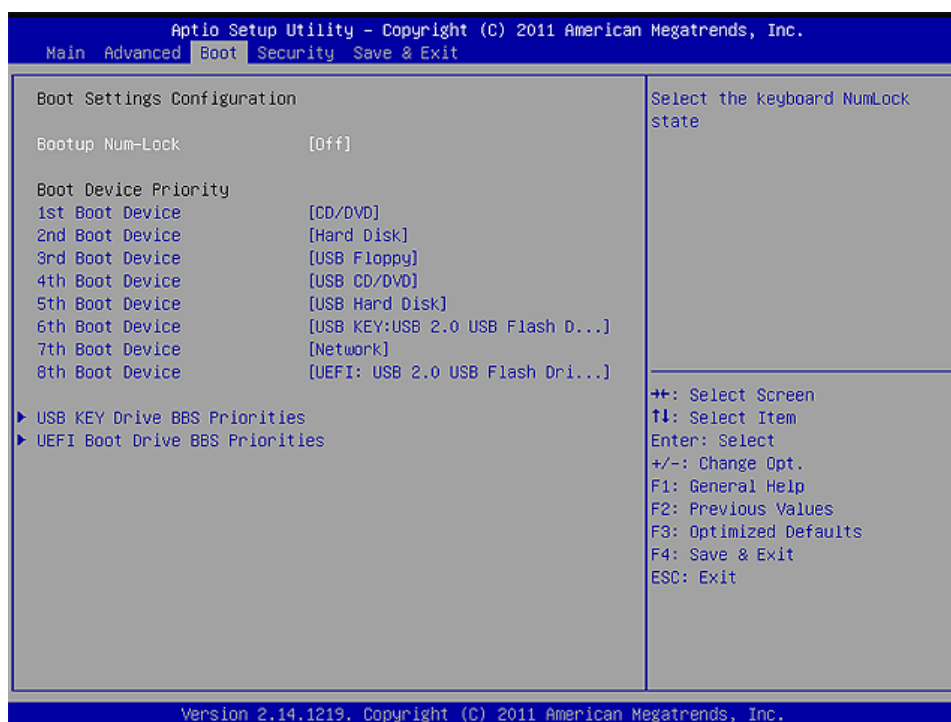 Aptio Setup Utility – Copyright (C) 2011 American Megatrends, Inc.
Main Advanced Boot Security Save & Exit
Boot Settings Configuration
Bootup Num-Lock [Off]
Boot Device Priority
1st Boot Device [CD/DVD]
2nd Boot Device [Hard Disk]
3rd Boot Device [USB Floppy]
4th Boot Device [USB CD/DVD]
5th Boot Device [USB Hard Disk]
6th Boot Device [USB KEY:USB 2.0 USB Flash D...]
7th Boot Device [Network]
8th Boot Device [UEFI: USB 2.0 USB Flash Dri...]
USB KEY Drive BBS Priorities
UEFI Boot Drive BBS Priorities
Select the keyboard NumLock
state
→←: Select Screen
↑↓: Select Item
Enter: Select
+/-: Change Opt.
F1: General Help
F2: Previous Values
F3: Optimized Defaults
F4: Save & Exit
ESC: Exit
Version 2.14.1219. Copyright (C) 2011 American Megatrends, Inc.